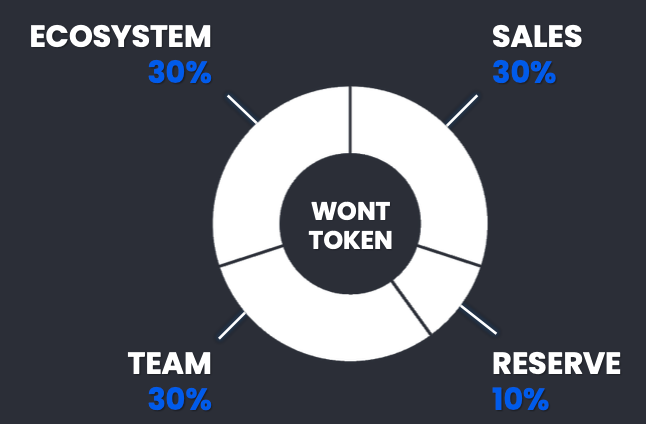 ECOSYSTEM
30%
SALES
30%
WONT
TOKEN
TEAM
30%
RESERVE
10%